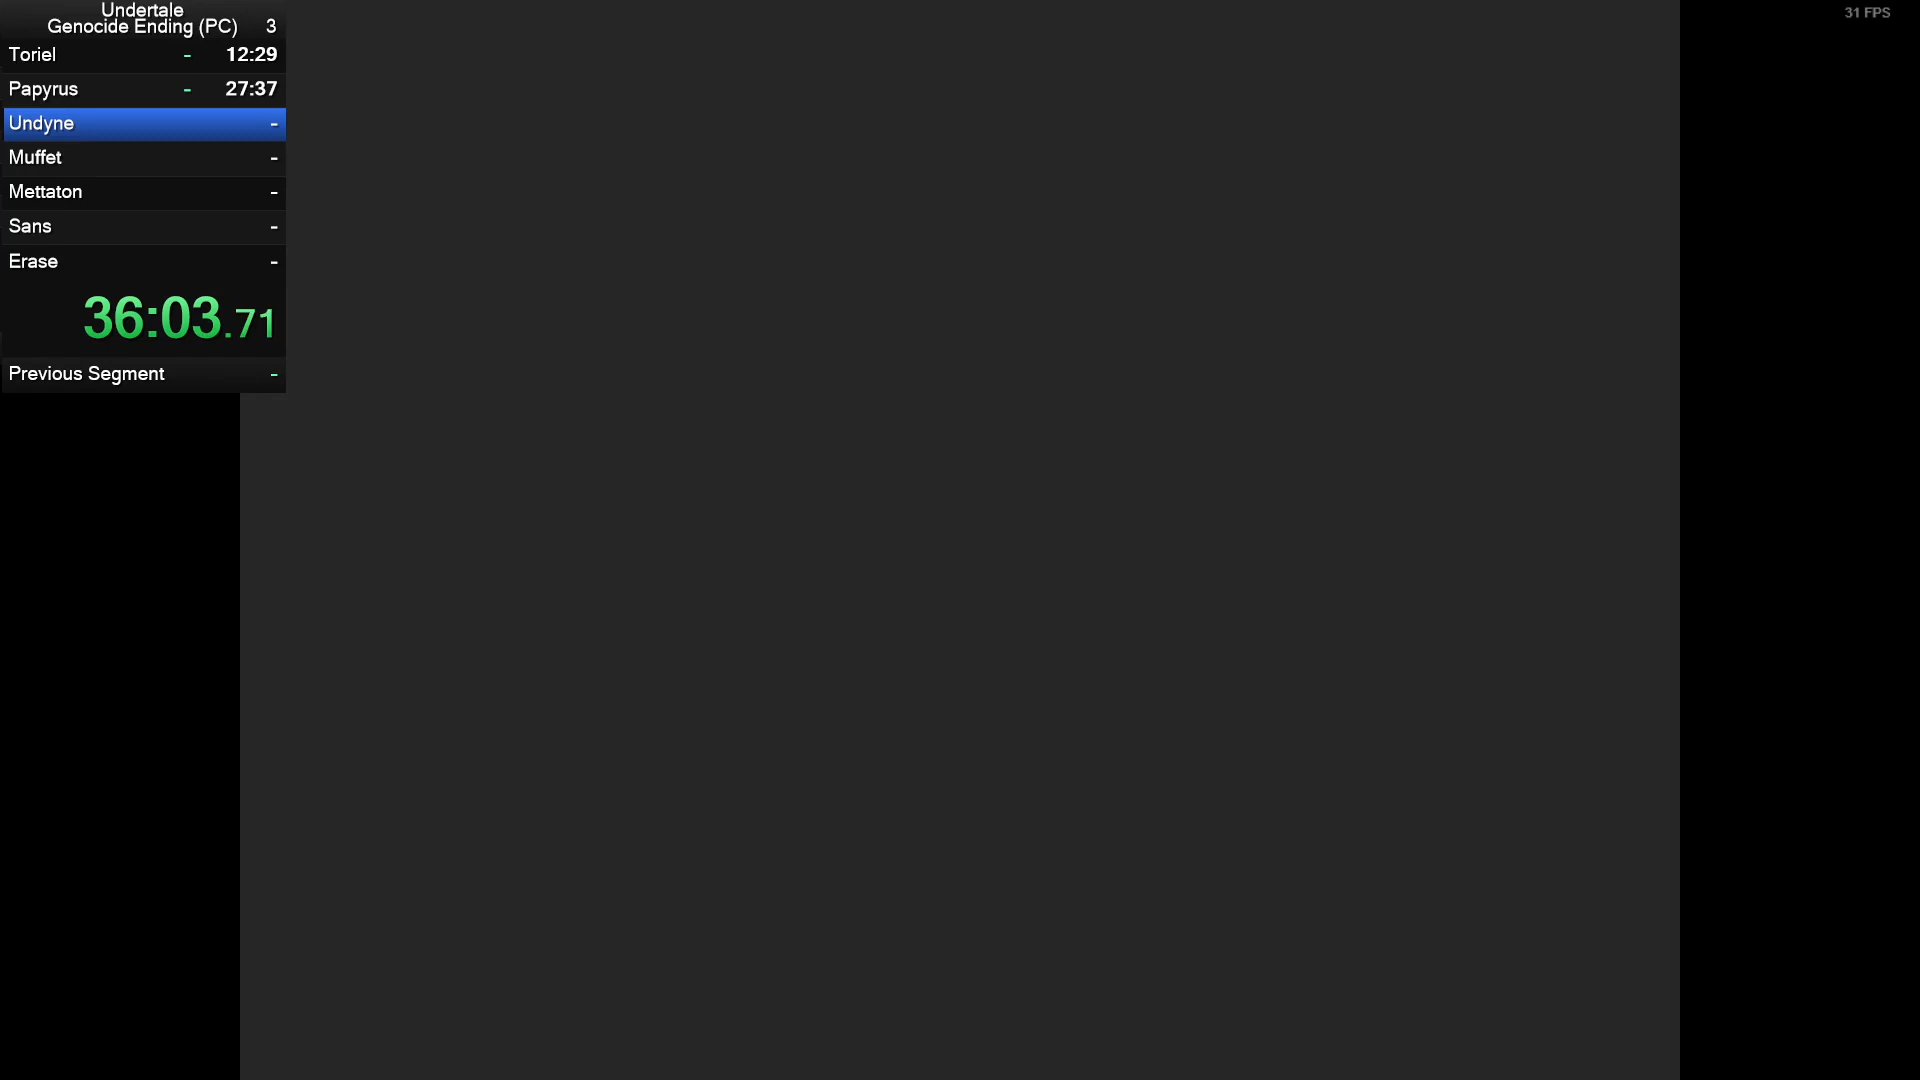 Undertale
Genocide Ending (PC) 3
31 FPS
Toriel - 12:29
Papyrus - 27:37
Undyne -
Muffet -
Mettaton -
Sans -
Erase -
36:03.71
Previous Segment -